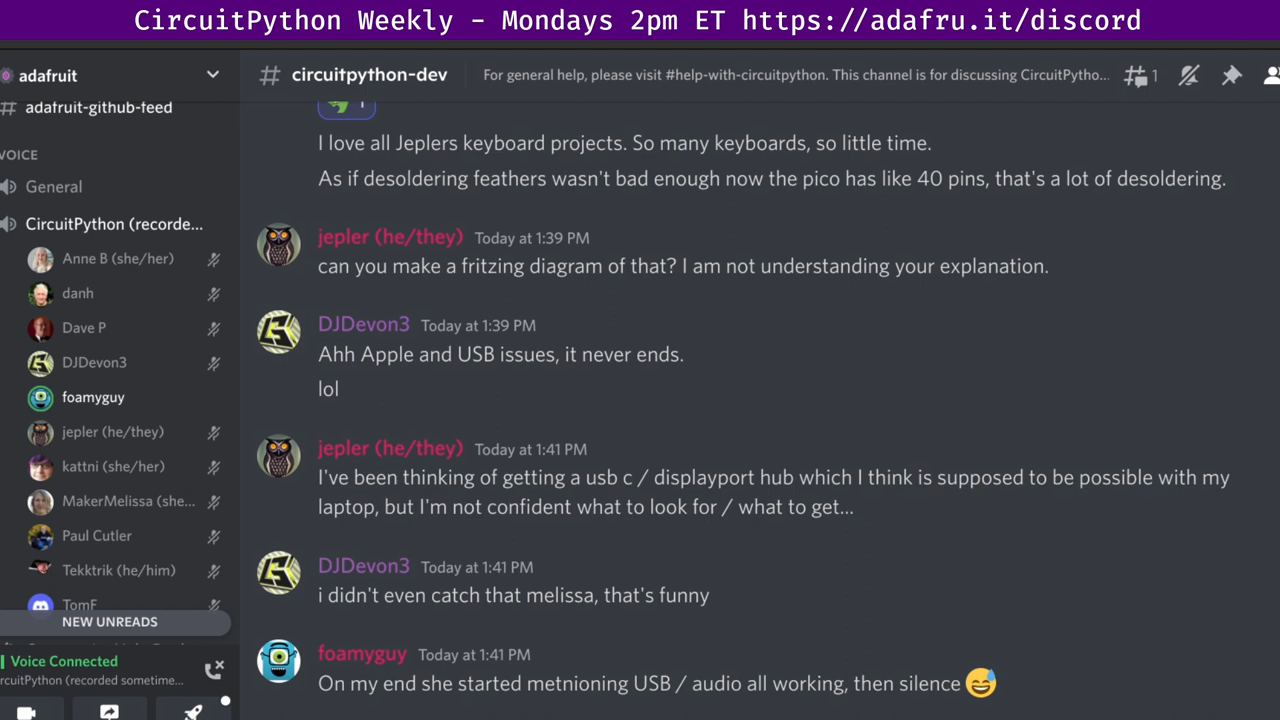 CircuitPython Weekly - Mondays 2pm ET https://adafru.it/discord
adafruit
# circuitpython-dev
For general help, please visit #help-with-circuitpython. This channel is for discussing CircuitPytho...
1
# adafruit-github-feed
VOICE
General
CircuitPython (recorde...
Anne B (she/her)
danh
Dave P
DJDevon3
foamyguy
jepler (he/they)
kattni (she/her)
MakerMelissa (she...
Paul Cutler
Tekktrik (he/him)
TomF
NEW UNREADS
Voice Connected
rcuitPython (recorded sometime...
1
I love all Jeplers keyboard projects. So many keyboards, so little time.
As if desoldering feathers wasn't bad enough now the pico has like 40 pins, that's a lot of desoldering.
jepler (he/they) Today at 1:39 PM
can you make a fritzing diagram of that? I am not understanding your explanation.
DJDevon3 Today at 1:39 PM
Ahh Apple and USB issues, it never ends.
lol
jepler (he/they) Today at 1:41 PM
I've been thinking of getting a usb c / displayport hub which I think is supposed to be possible with my
laptop, but I'm not confident what to look for / what to get...
DJDevon3 Today at 1:41 PM
i didn't even catch that melissa, that's funny
foamyguy Today at 1:41 PM
On my end she started metnioning USB / audio all working, then silence 😅